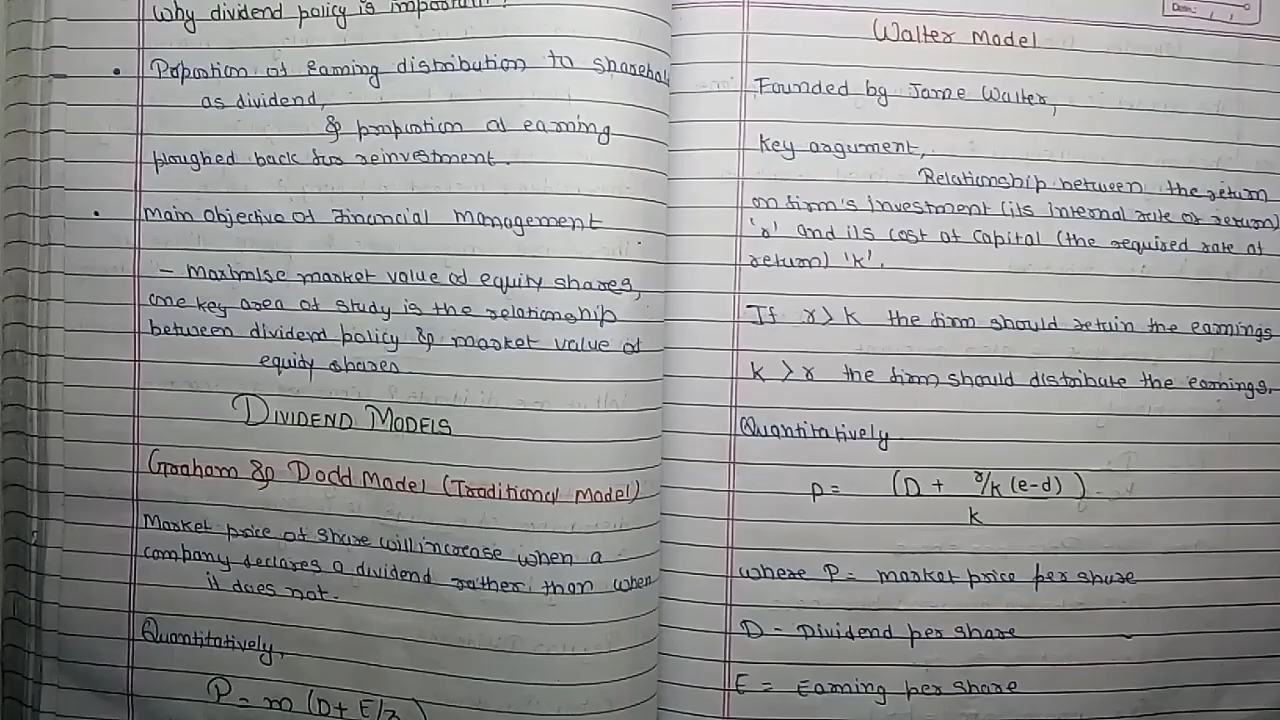 Why dividend policy is important?
• Popostion of Earning distribution to sharehol
as dividend,
& proportion of earning
ploughed back for reinvestment.
• Main Objective of Financial Management
- Maximise market value of equity shares,
one key area of study is the relationship
between dividend policy & market value of
equity shares
DIVIDEND MODELS
Graham & Dodd Model (Traditional Model)
Market price of share will increase when a
company declares a dividend rather than when
it does not.
Quantitatively,
P = m (D + E/3)
Date: / /
Walter Model
Founded by Jame Walter,
Key argument,
Relationship between the return
on firm's investment (its internal rate of return)
'r' and its cost of capital (the required rate of
return) 'k'.
If r > k the firm should retain the earnings
k > r the firm should distribute the earnings.
Quantitatively
P = (D + r/k (e-d))
k
where P = market price per share
D - Dividend per share
E = Earning per share